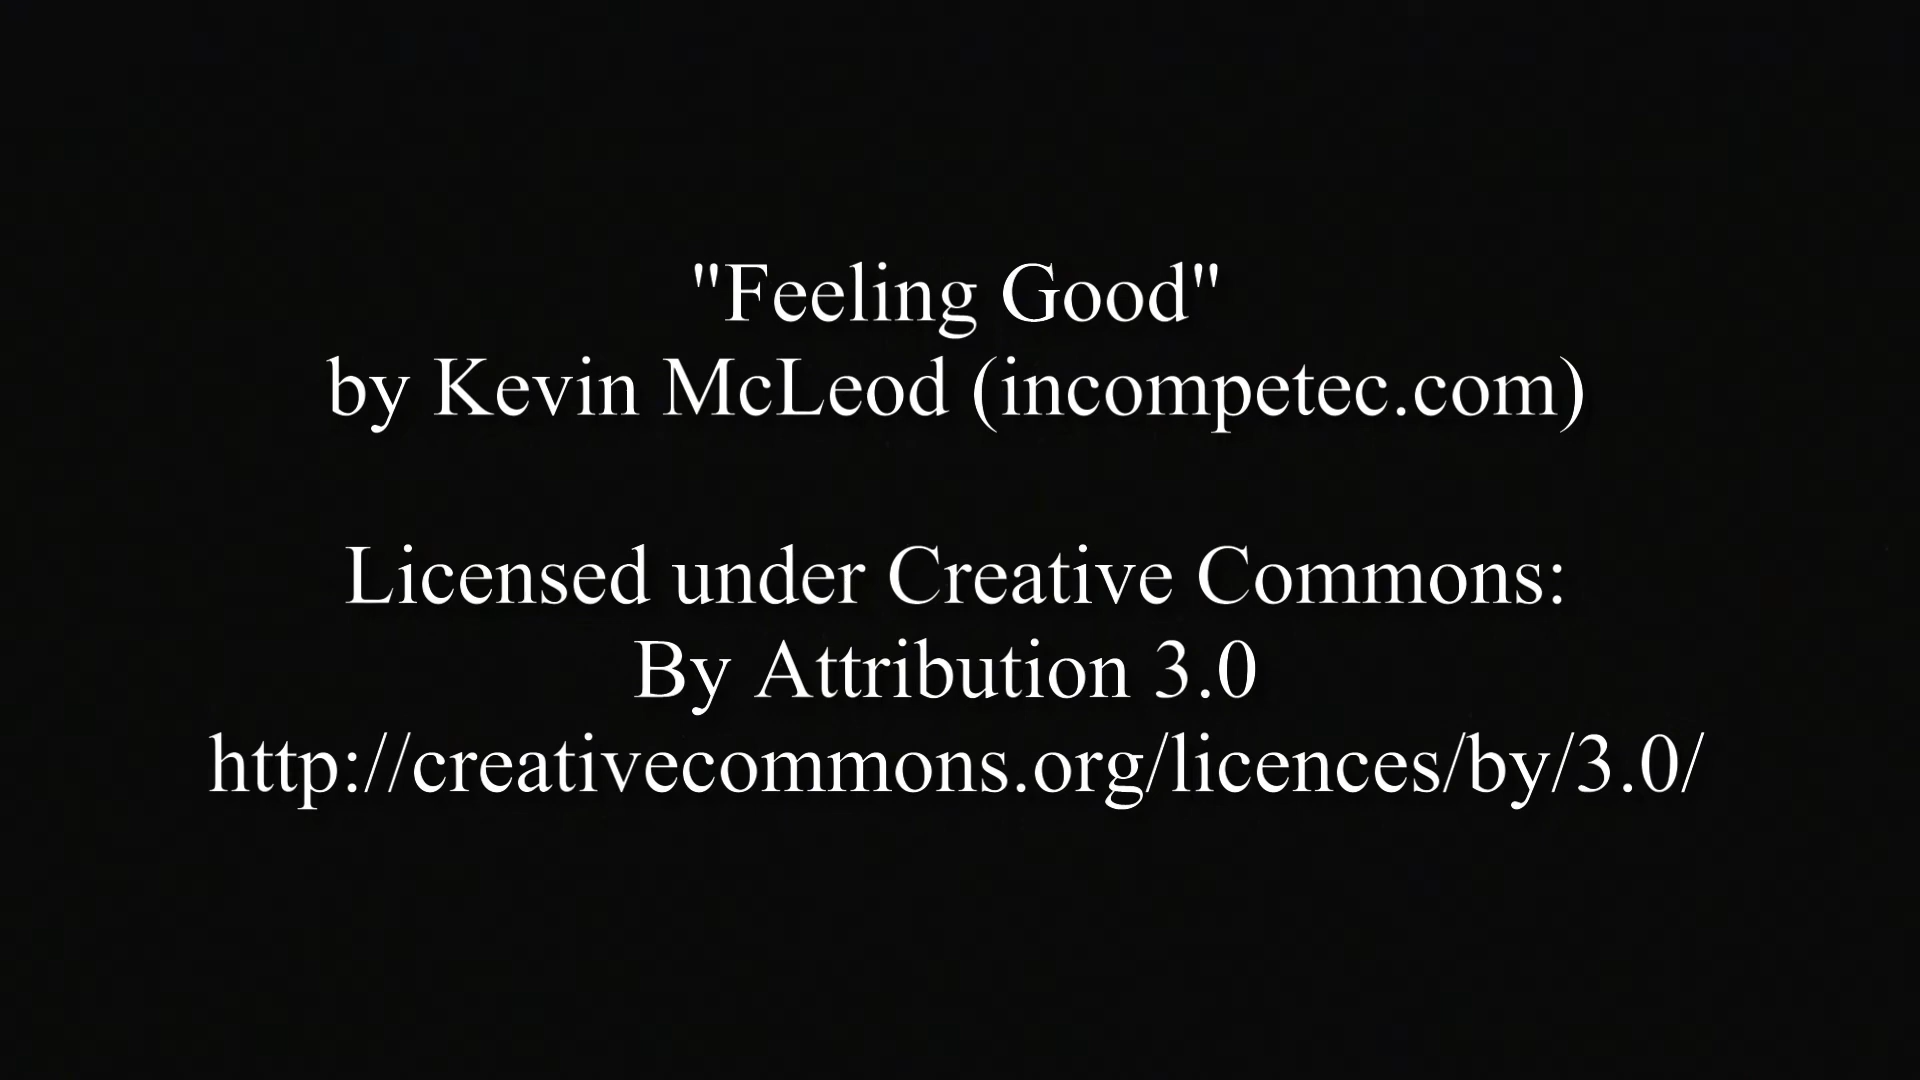 "Feeling Good"
by Kevin McLeod (incompetec.com)
Licensed under Creative Commons:
By Attribution 3.0
http://creativecommons.org/licences/by/3.0/